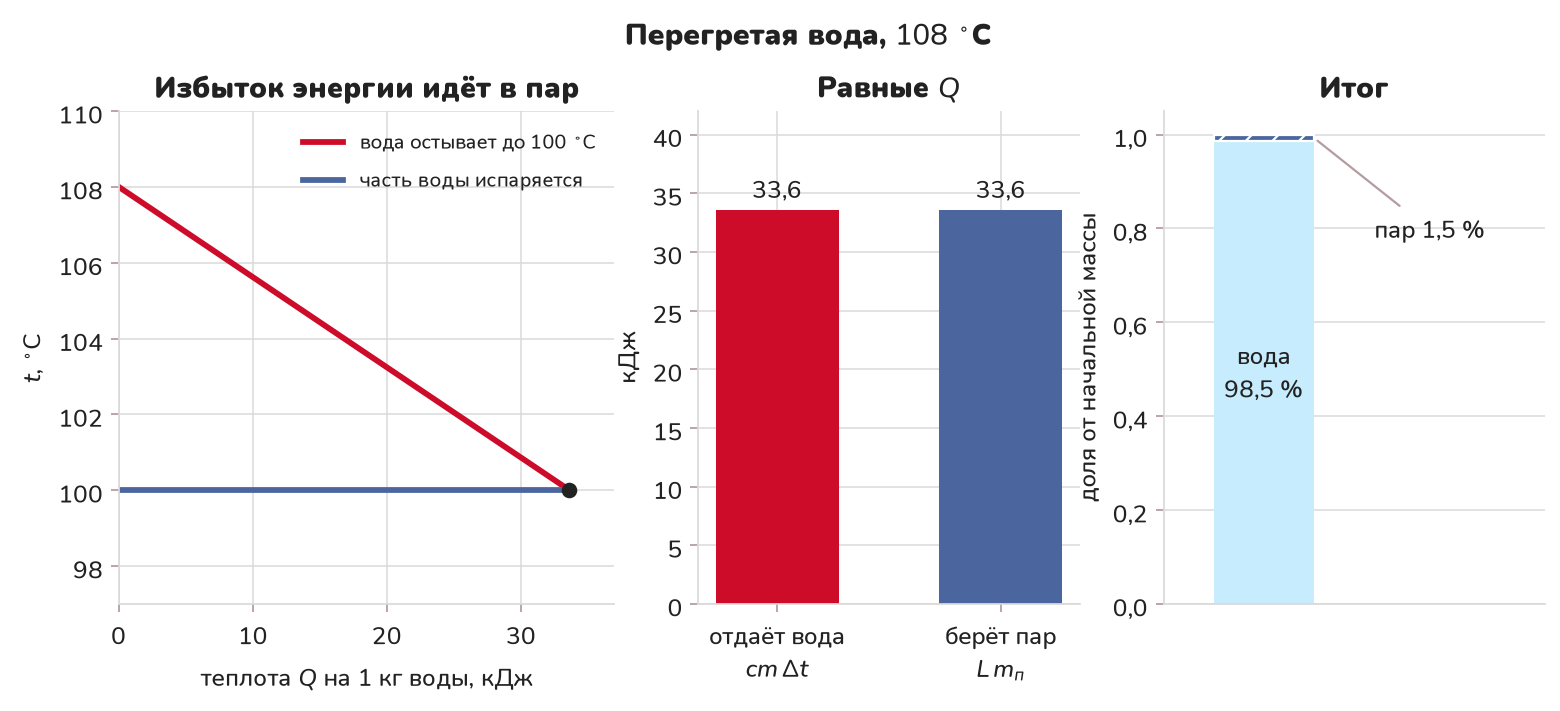 Перегретая вода, 108 °C
Избыток энергии идёт в пар
110
108
106
104
102
100
98
t, °C
вода остывает до 100 °C
часть воды испаряется
0
10
20
30
теплота Q на 1 кг воды, кДж
Равные Q
40
35
30
25
20
15
10
5
0
кДж
33,6
33,6
отдаёт вода
cm Δt
берёт пар
L mₙ
Итог
1,0
0,8
0,6
0,4
0,2
0,0
доля от начальной массы
пар 1,5 %
вода
98,5 %